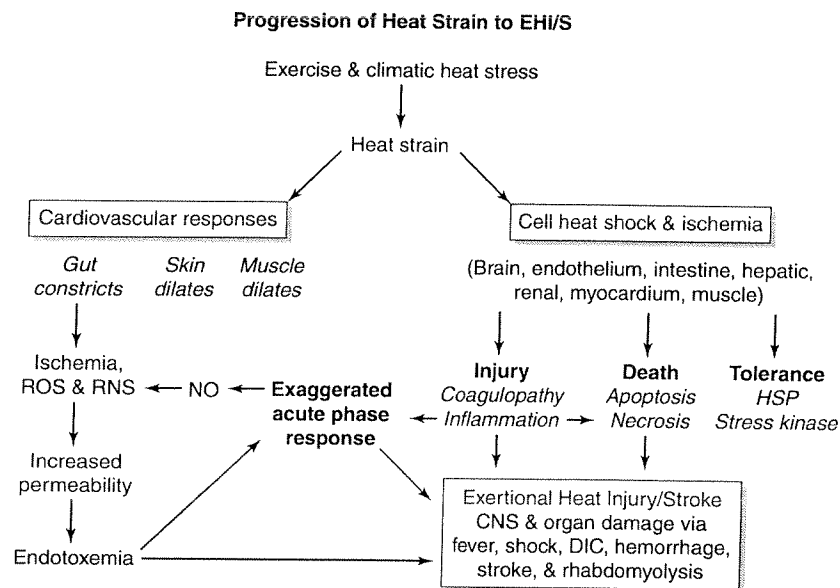 Progression of Heat Strain to EHI/S
Exercise & climatic heat stress
Heat strain
Cardiovascular responses
Gut
constricts
Skin
dilates
Muscle
dilates
Ischemia,
ROS & RNS
NO
Increased
permeability
Endotoxemia
Exaggerated
acute phase
response
Cell heat shock & ischemia
(Brain, endothelium, intestine, hepatic,
renal, myocardium, muscle)
Injury
Coagulopathy
Inflammation
Death
Apoptosis
Necrosis
Tolerance
HSP
Stress kinase
Exertional Heat Injury/Stroke
CNS & organ damage via
fever, shock, DIC, hemorrhage,
stroke, & rhabdomyolysis